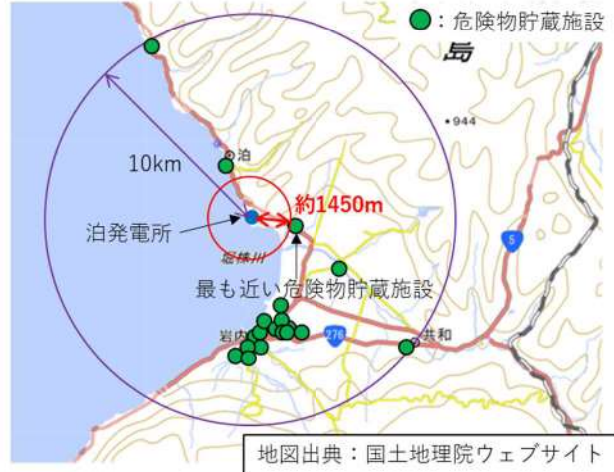 ：危険物貯蔵施設
島
・944
泊
10km
約1450m
泊発電所
堀株川
5
最も近い危険物貯蔵施設
岩内
276
共和
地図出典：国土地理院ウェブサイト